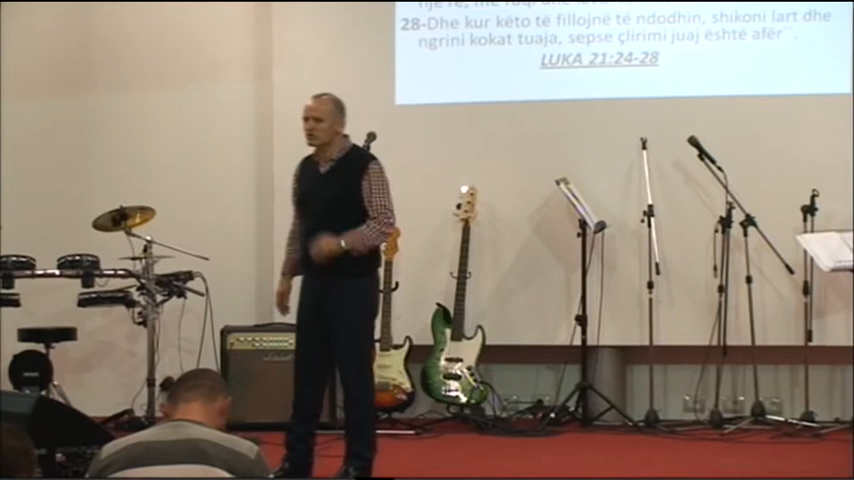 28-Dhe kur këto të fillojnë të ndodhin, shikoni lart dhe
ngrini kokat tuaja, sepse çlirimi juaj është afër''.
LUKA 21:24-28